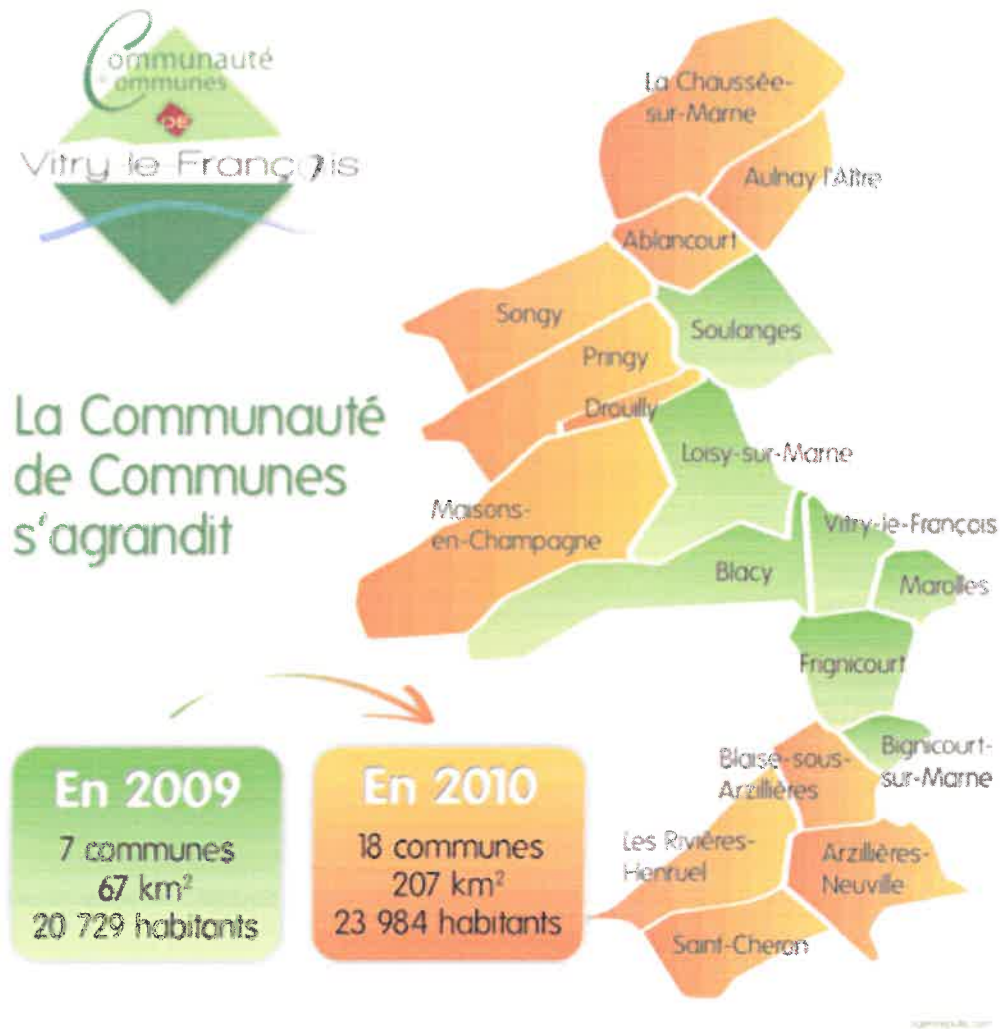 Communauté
de Communes
DE
Vitry-le-François
La Communauté
de Communes
s'agrandit
La Chaussée-
sur-Marne
Aulnay l'Aître
Ablancourt
Songy
Soulanges
Pringy
Drouilly
Loisy-sur-Marne
Maisons-
en-Champagne
Vitry-le-François
Blacy
Marolles
Frignicourt
Bignicourt-
sur-Marne
Blaise-sous-
Arzillières
Les Rivières-
Henruel
Arzillières-
Neuville
Saint-Cheron
En 2009
7 communes
67 km²
20 729 habitants
En 2010
18 communes
207 km²
23 984 habitants